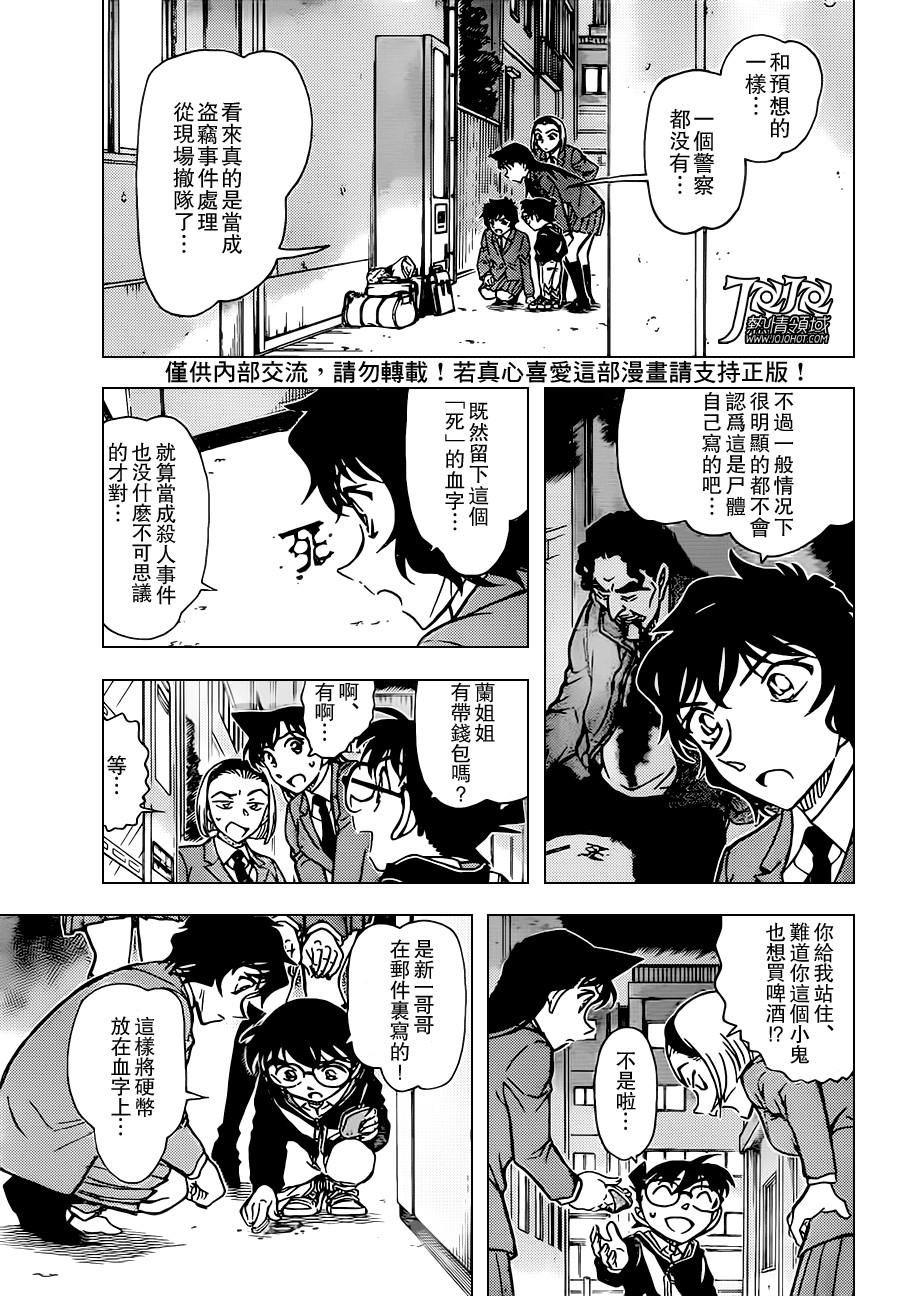 和預想的
一樣…
一個警察
都没有…
看來真的是當成
盗竊事件處理
從現場撤隊了…
JOJO
熱情領域
WWW.JOJOHOT.COM
僅供內部交流，請勿轉載！若真心喜愛這部漫畫請支持正版！
不過一般情況下
很明顯的都不會
認爲這是尸體
自己寫的吧…
死
既然留下這個
「死」的血字…
死
就算當成殺人事件
也没什麽不可思議
的才對…
蘭姐姐
有帶錢包嗎？
啊、
有啊…
等…
你給我站住、
難道你這個小鬼
也想買啤酒!?
不是啦…
是新一哥哥
在郵件裏寫的！
這樣將硬幣
放在血字上…